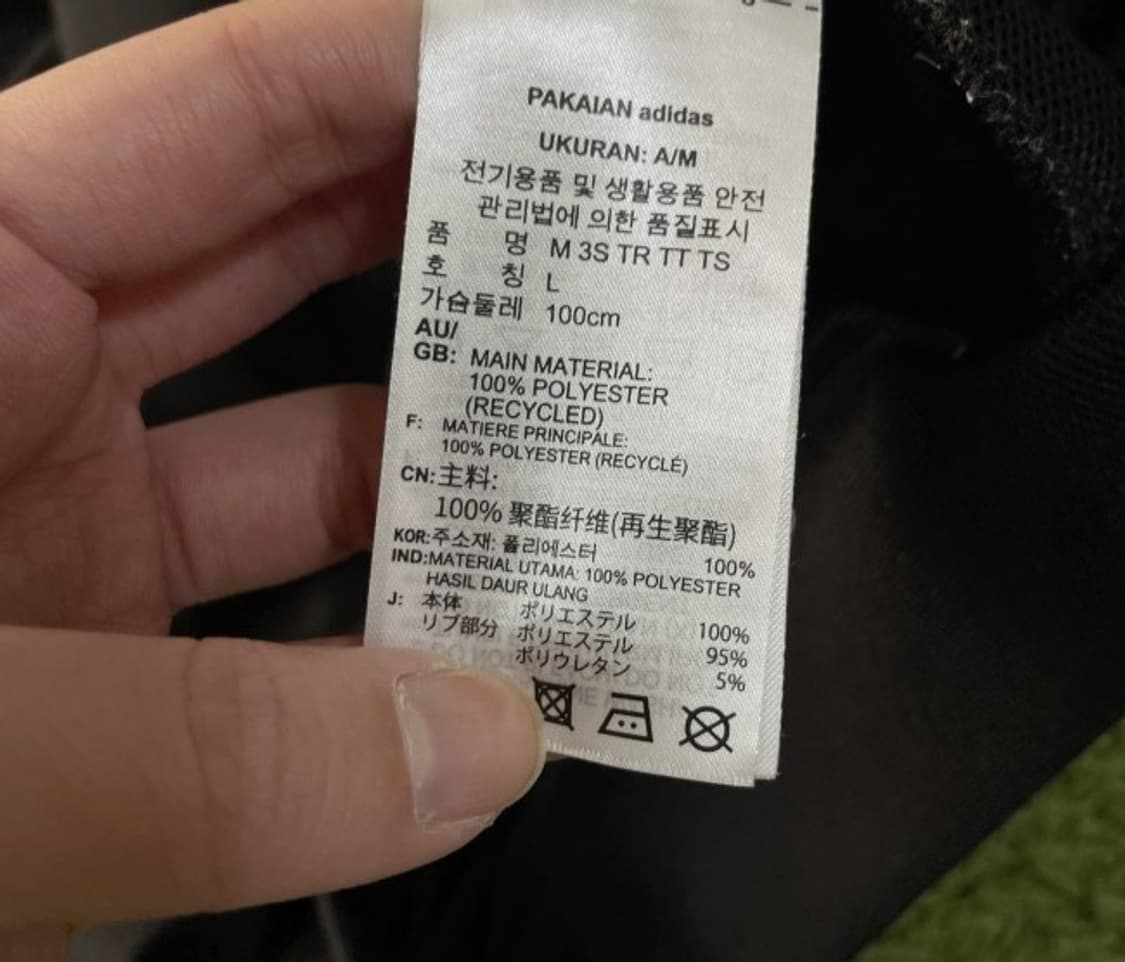 PAKAIAN adidas
UKURAN: A/M
전기용품 및 생활용품 안전
관리법에 의한 품질표시
품 명 M 3S TR TT TS
호 칭 L
가슴둘레 100cm
AU/
GB: MAIN MATERIAL:
100% POLYESTER
(RECYCLED)
F: MATIERE PRINCIPALE:
100% POLYESTER (RECYCLÉ)
CN:主料:
100% 聚酯纤维(再生聚酯)
KOR:주소재: 폴리에스터 100%
IND:MATERIAL UTAMA: 100% POLYESTER
HASIL DAUR ULANG
J: 本体 ポリエステル 100%
リブ部分 ポリエステル 95%
ポリウレタン 5%